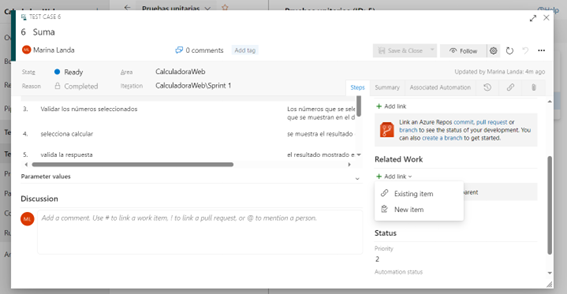 Pruebas unitarias
TEST CASE 6
6 Suma
Marina Landa
0 comments
Add tag
Save & Close
Follow
State
Ready
Area
CalculadoraWeb
Updated by Marina Landa: 4m ago
Reason
Completed
Iteration
CalculadoraWeb\Sprint 1
Steps
Summary
Associated Automation
3. Validar los números seleccionados
Los números que se sele
que se muestran en el d
4. selecciona calcular
se muestra el resultado
5. valida la respuesta
el resultado mostrado e
Parameter values
Discussion
Add a comment. Use # to link a work item, ! to link a pull request, or @ to mention a person.
+ Add link
Link an Azure Repos commit, pull request or
branch to see the status of your development. You
can also create a branch to get started.
Related Work
+ Add link
Existing item
arent
New item
Status
Priority
2
Automation status